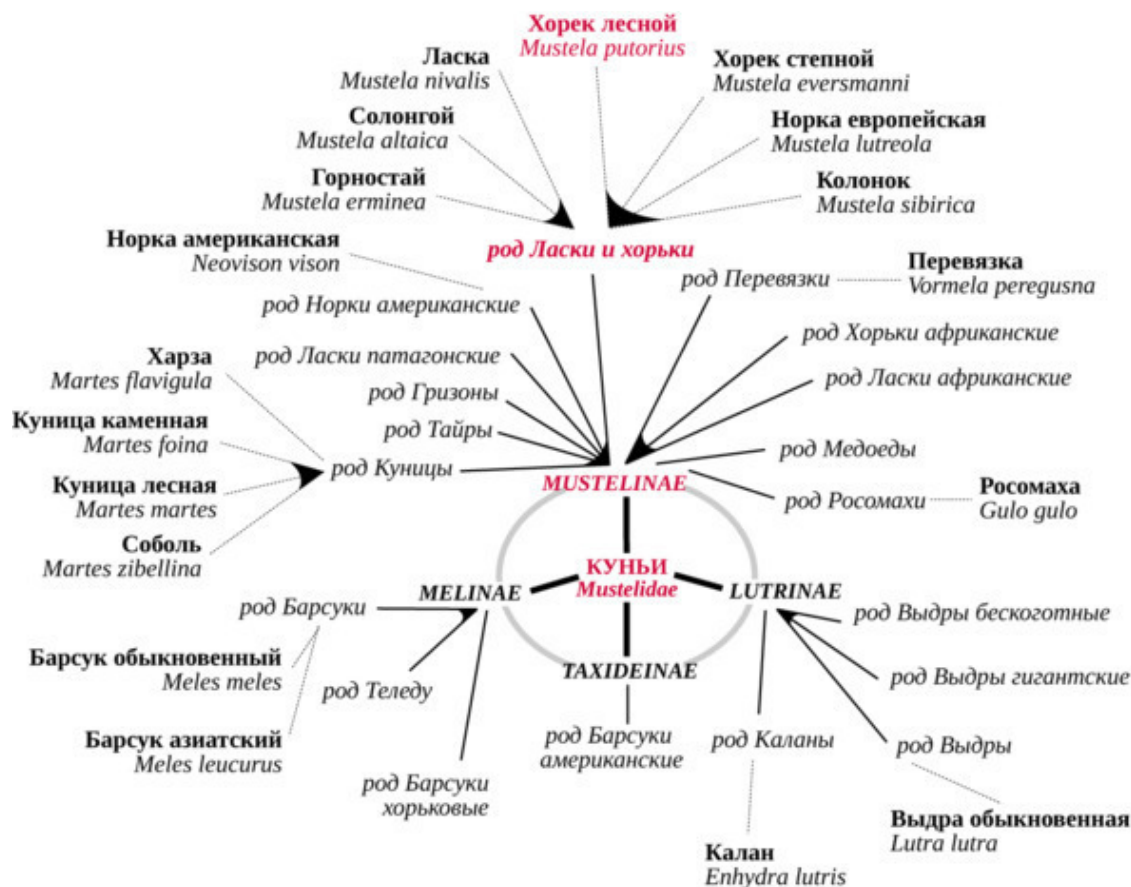 Хорек лесной
Mustela putorius
Ласка
Mustela nivalis
Хорек степной
Mustela eversmanni
Солонгой
Mustela altaica
Норка европейская
Mustela lutreola
Горностай
Mustela erminea
Колонок
Mustela sibirica
Норка американская
Neovison vison
род Ласки и хорьки
род Перевязки
Перевязка
Vormela peregusna
род Норки американские
род Хорьки африканские
Харза
Martes flavigula
род Ласки патагонские
род Ласки африканские
род Гризоны
Куница каменная
Martes foina
род Тайры
род Медоеды
род Куницы
MUSTELINAE
Куница лесная
Martes martes
род Росомахи
Росомаха
Gulo gulo
Соболь
Martes zibellina
КУНЬИ
Mustelidae
MELINAE
LUTRINAE
род Барсуки
род Выдры бескоготные
Барсук обыкновенный
Meles meles
TAXIDEINAE
род Теледу
род Выдры гигантские
Барсук азиатский
Meles leucurus
род Барсуки
американские
род Каланы
род Выдры
род Барсуки
хорьковые
Выдра обыкновенная
Lutra lutra
Калан
Enhydra lutris